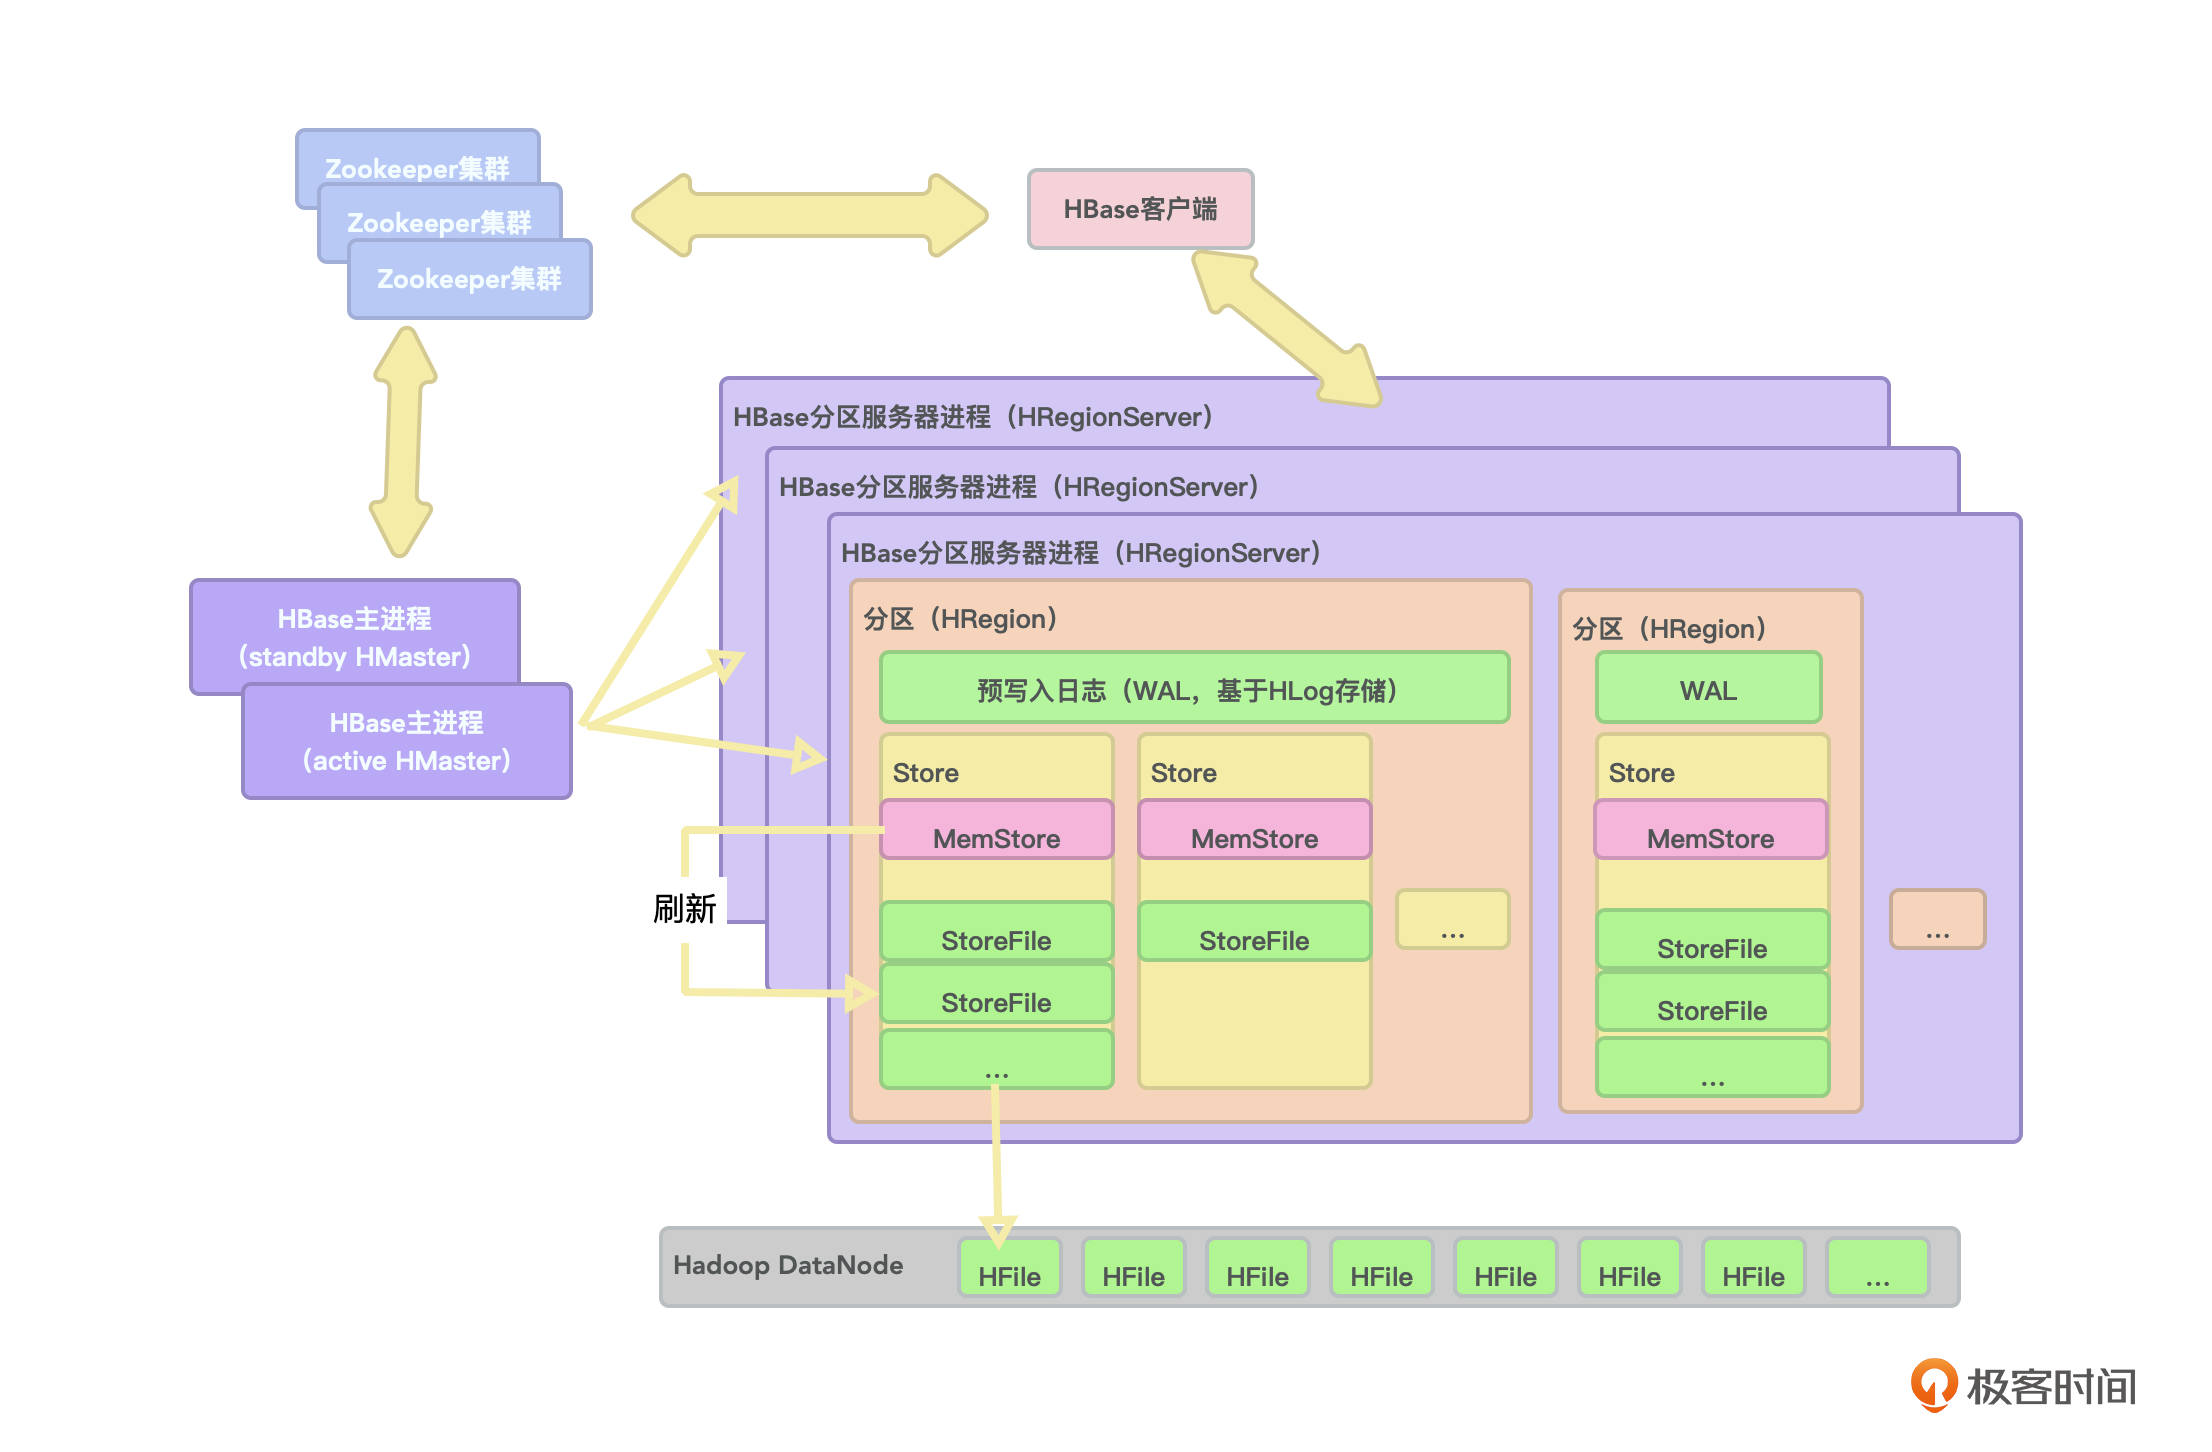 Zookeeper集群
Zookeeper集群
Zookeeper集群
HBase客户端
HBase分区服务器进程（HRegionServer）
HBase分区服务器进程（HRegionServer）
HBase分区服务器进程（HRegionServer）
HBase主进程
（standby HMaster）
HBase主进程
（active HMaster）
分区（HRegion）
预写入日志（WAL，基于HLog存储）
Store
MemStore
StoreFile
StoreFile
...
Store
MemStore
StoreFile
...
分区（HRegion）
WAL
Store
MemStore
StoreFile
StoreFile
...
...
刷新
Hadoop DataNode
HFile
HFile
HFile
HFile
HFile
HFile
HFile
...
极客时间